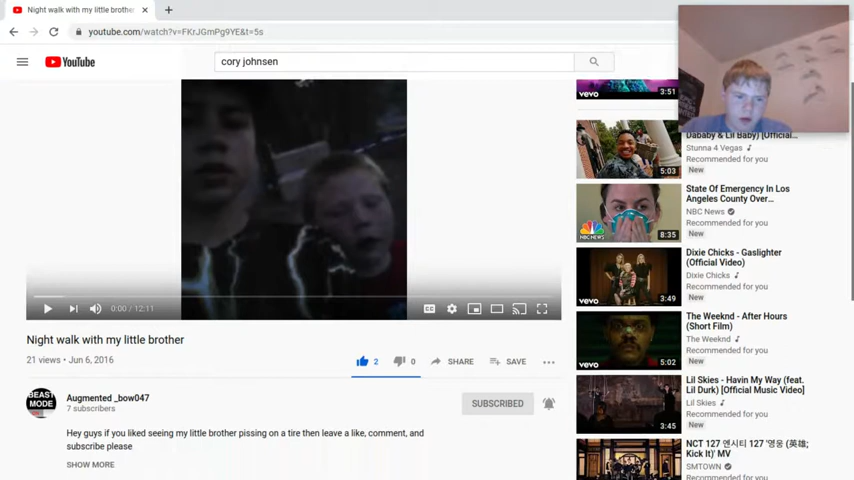 Night walk with my little brother
youtube.com/watch?v=FKrJGmPg9YE&t=5s
YouTube
cory johnsen
0:00 / 12:11
CC
Night walk with my little brother
21 views • Jun 6, 2016
2
0
SHARE
SAVE
BEAST
MODE
Augmented _bow047
7 subscribers
SUBSCRIBED
Hey guys if you liked seeing my little brother pissing on a tire then leave a like, comment, and
subscribe please
SHOW MORE
vevo
3:51
DaBaby & Lil Baby) [Official...
Stunna 4 Vegas
Recommended for you
New
5:03
State Of Emergency In Los
Angeles County Over...
NBC News
Recommended for you
New
NBC NEWS
8:35
Dixie Chicks - Gaslighter
(Official Video)
Dixie Chicks
Recommended for you
New
vevo
3:49
The Weeknd - After Hours
(Short Film)
The Weeknd
Recommended for you
New
vevo
5:02
Lil Skies - Havin My Way (feat.
Lil Durk) [Official Music Video]
Lil Skies
Recommended for you
New
3:45
NCT 127 엔시티 127 '영웅 (英雄;
Kick It)' MV
SMTOWN
Recommended for you